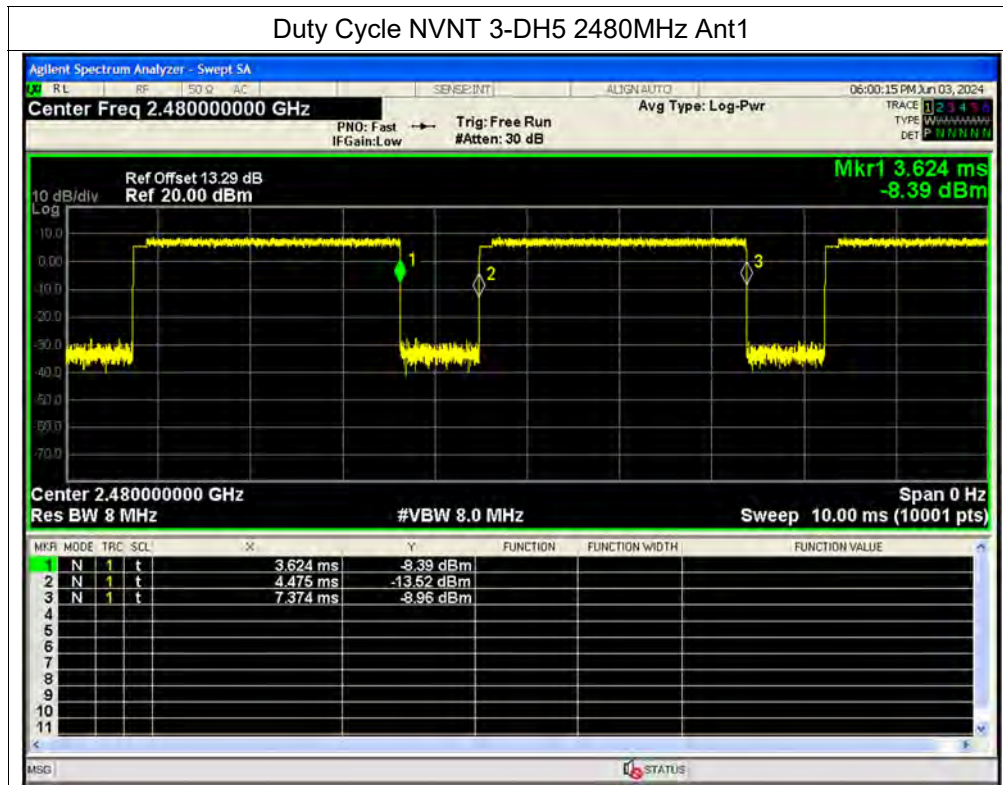 Duty Cycle NVNT 3-DH5 2480MHz Ant1
Agilent Spectrum Analyzer - Swept SA
RL RF 50 Ω AC SENSE:INT ALIGN AUTO 06:00:15 PM Jun 03, 2024
Center Freq 2.480000000 GHz Avg Type: Log-Pwr TRACE 1 2 3 4 5 6
PNO: Fast Trig: Free Run TYPE W
IFGain:Low #Atten: 30 dB DET P N N N N N
Mkr1 3.624 ms
Ref Offset 13.29 dB
10 dB/div Ref 20.00 dBm -8.39 dBm
Log
10.0
0.00
-10.0
-20.0
-30.0
-40.0
-50.0
-60.0
-70.0
1
2
3
Center 2.480000000 GHz Span 0 Hz
Res BW 8 MHz #VBW 8.0 MHz Sweep 10.00 ms (10001 pts)
MKR MODE TRC SCL X Y FUNCTION FUNCTION WIDTH FUNCTION VALUE
1 N 1 t 3.624 ms -8.39 dBm
2 N 1 t 4.475 ms -13.52 dBm
3 N 1 t 7.374 ms -8.96 dBm
4
5
6
7
8
9
10
11
MSG STATUS